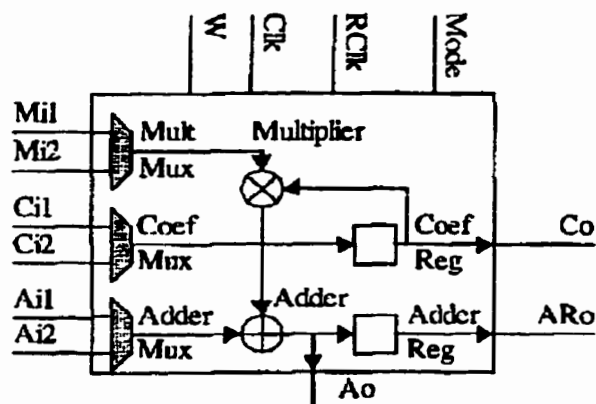 W
Clk
RClk
Mode
Mi1
Mi2
Mult
Mux
Multiplier
Ci1
Ci2
Coef
Mux
Coef
Reg
Co
Ai1
Ai2
Adder
Mux
Adder
Adder
Reg
ARo
Ao